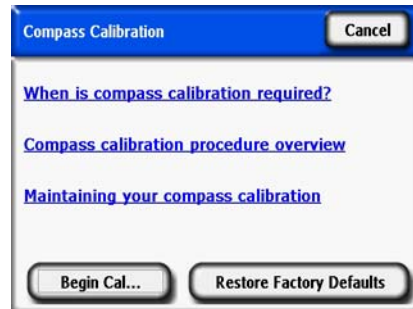 Compass Calibration Cancel
When is compass calibration required?
Compass calibration procedure overview
Maintaining your compass calibration
Begin Cal... Restore Factory Defaults